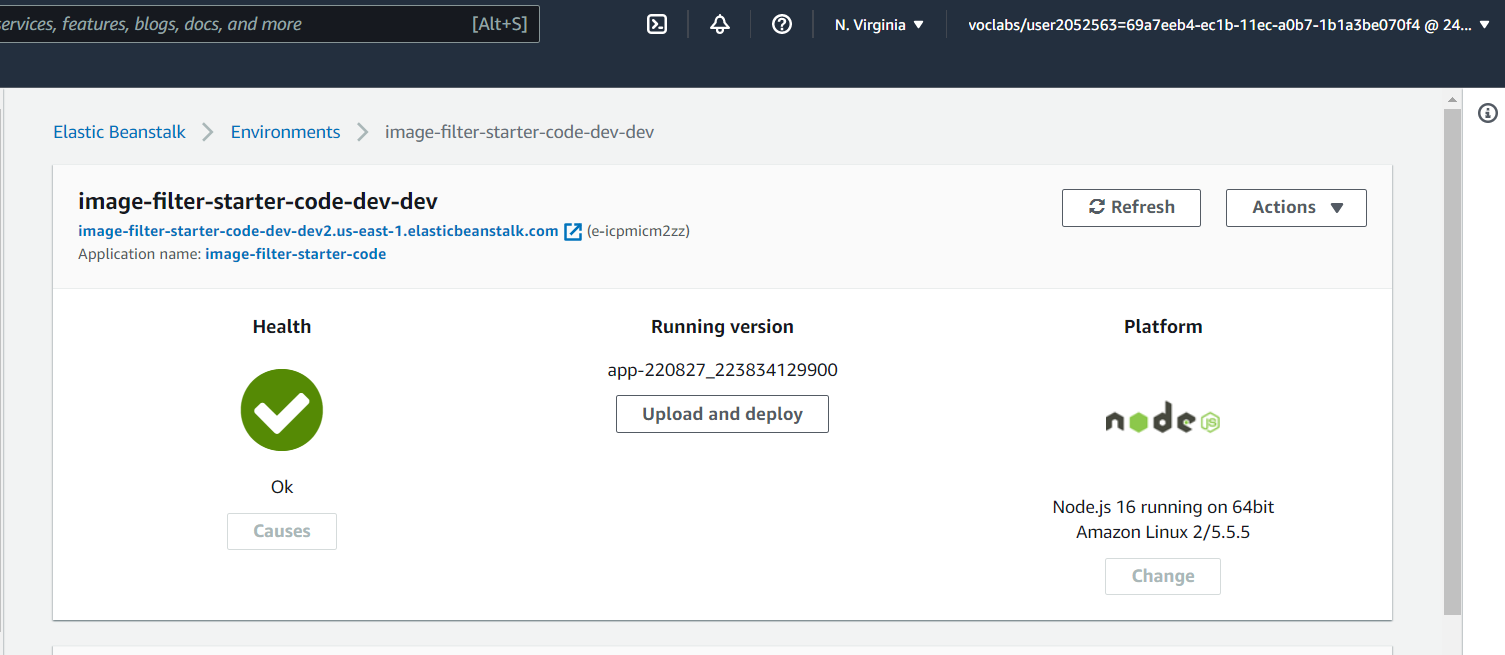 services, features, blogs, docs, and more [Alt+S] N. Virginia voclabs/user2052563=69a7eeb4-ec1b-11ec-a0b7-1b1a3be070f4 @ 24...
Elastic Beanstalk Environments image-filter-starter-code-dev-dev
image-filter-starter-code-dev-dev
Refresh Actions
image-filter-starter-code-dev-dev2.us-east-1.elasticbeanstalk.com (e-icpmicm2zz)
Application name: image-filter-starter-code
Health
Ok
Causes
Running version
app-220827_223834129900
Upload and deploy
Platform
node JS
Node.js 16 running on 64bit
Amazon Linux 2/5.5.5
Change